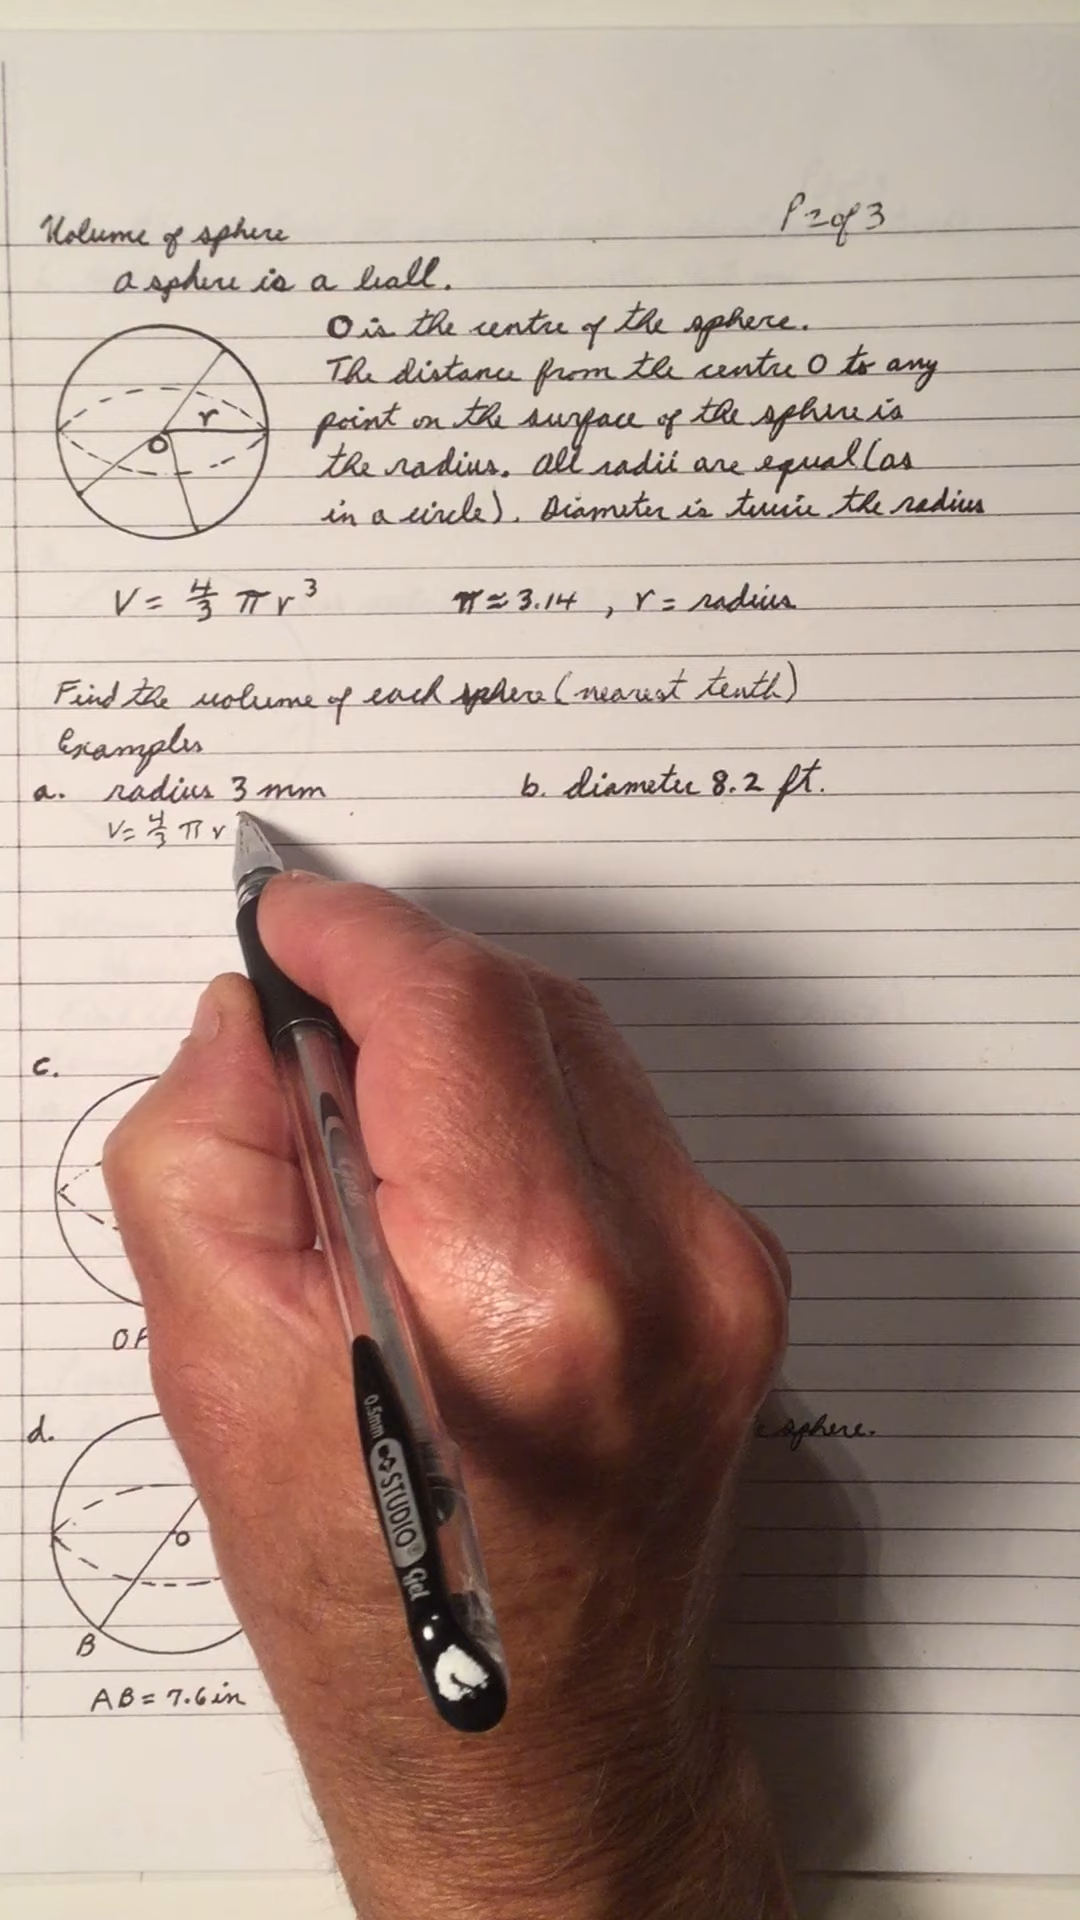 P2 of 3
Volume of sphere
a sphere is a ball.
O is the centre of the sphere.
The distance from the centre O to any
point on the surface of the sphere is
the radius. All radii are equal (as
in a circle). Diameter is twice the radius
r
O
V = 4/3 π r³ π ≈ 3.14 , r = radius
Find the volume of each sphere (nearest tenth)
Examples
a. radius 3 mm b. diameter 8.2 ft.
V = 4/3 π r
c.
O
d. sphere.
O
B
AB = 7.6 in
0.5mm STUDIO Gel